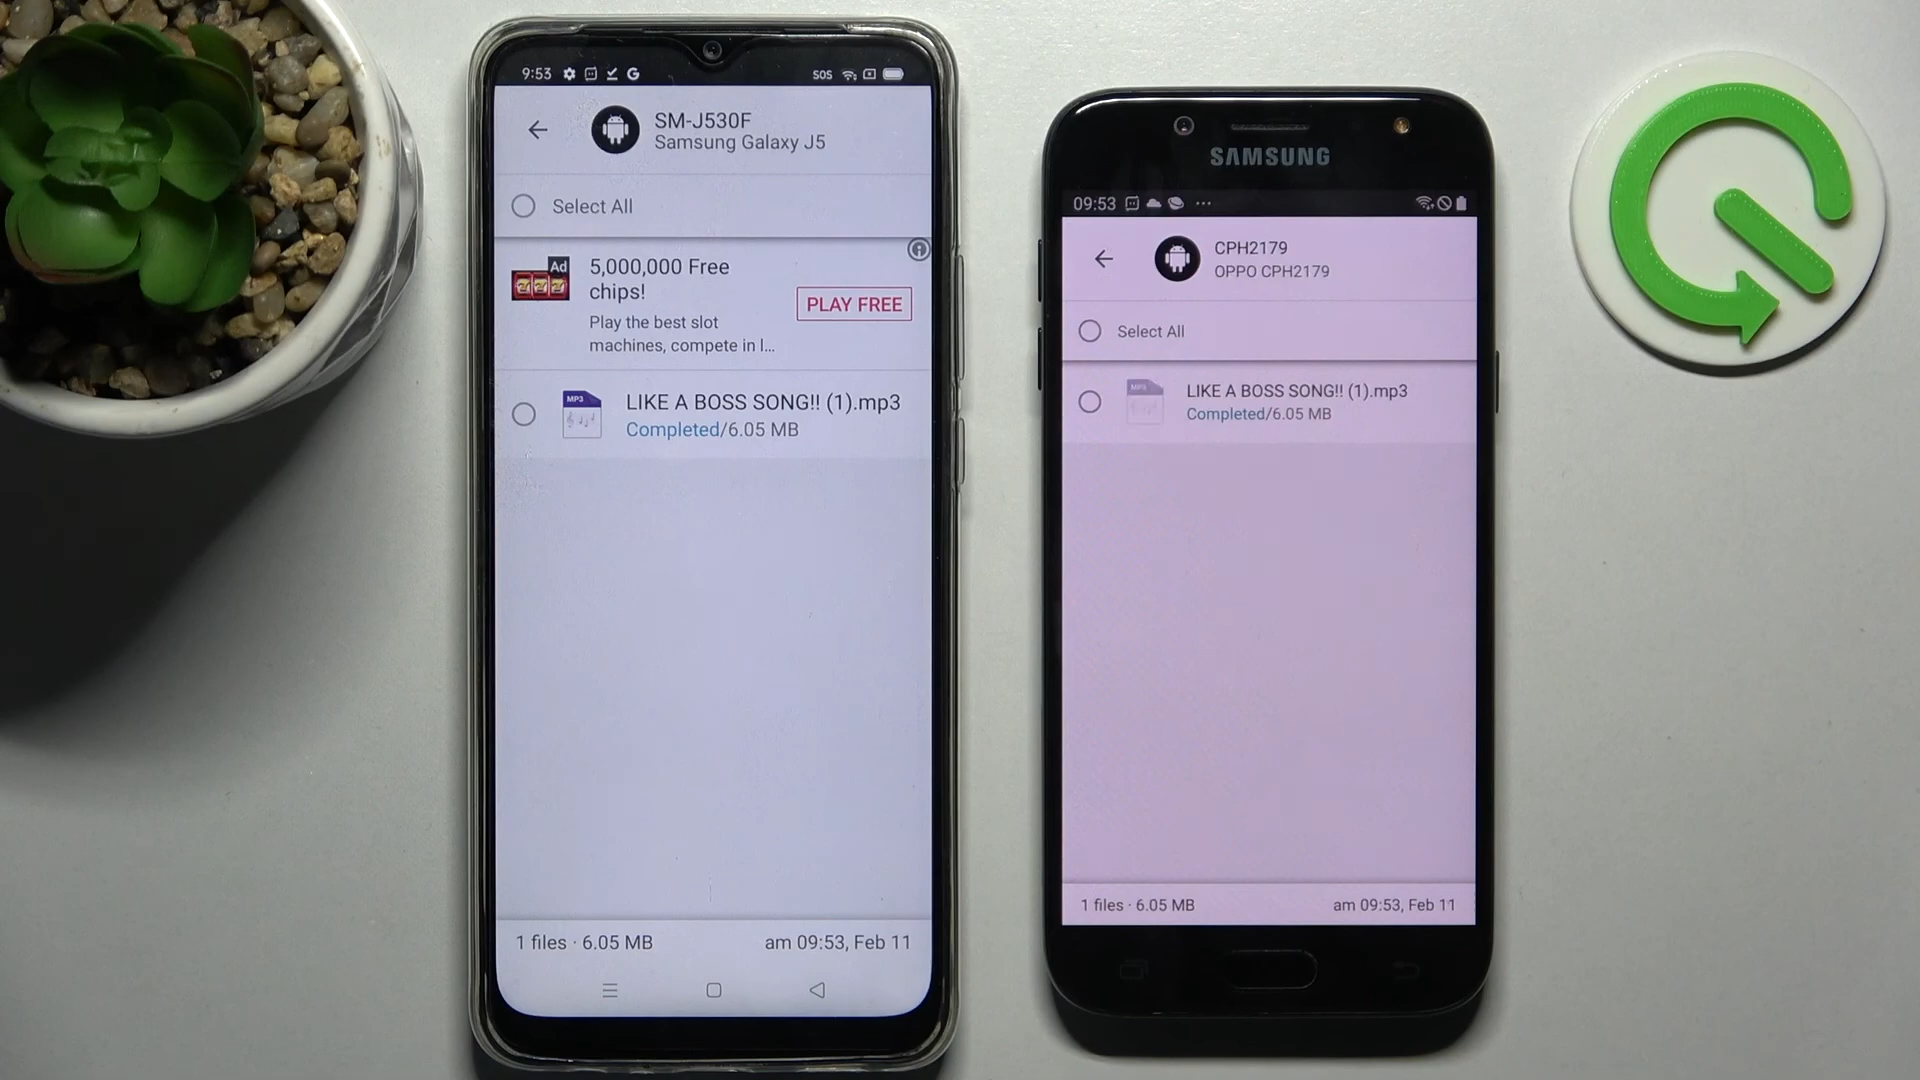 9:53
SOS
SM-J530F
Samsung Galaxy J5
Select All
Ad
5,000,000 Free
chips!
Play the best slot
machines, compete in l...
PLAY FREE
MP3
LIKE A BOSS SONG!! (1).mp3
Completed/6.05 MB
1 files · 6.05 MB
am 09:53, Feb 11
SAMSUNG
09:53
CPH2179
OPPO CPH2179
Select All
MP3
LIKE A BOSS SONG!! (1).mp3
Completed/6.05 MB
1 files · 6.05 MB
am 09:53, Feb 11